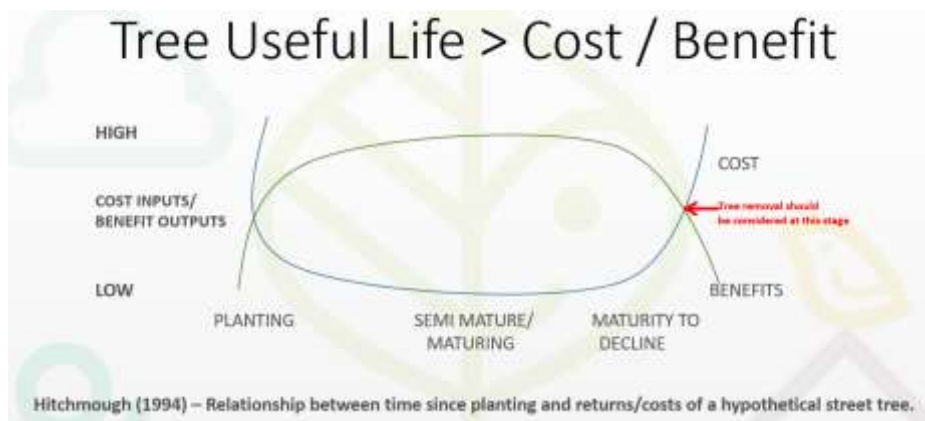 Tree Useful Life > Cost / Benefit
HIGH
COST
COST INPUTS/
BENEFIT OUTPUTS
Tree removal should
be considered at this stage
LOW
BENEFITS
PLANTING
SEMI MATURE/
MATURING
MATURITY TO
DECLINE
Hitchmough (1994) – Relationship between time since planting and returns/costs of a hypothetical street tree.